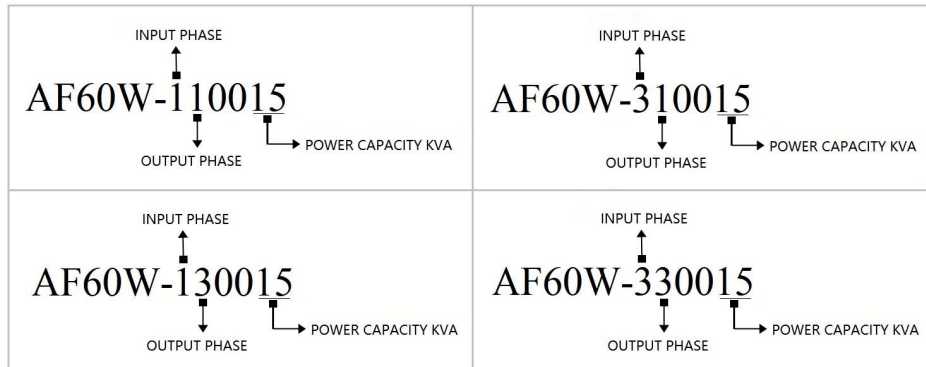 INPUT PHASE
AF60W-110015
POWER CAPACITY KVA
OUTPUT PHASE
INPUT PHASE
AF60W-310015
POWER CAPACITY KVA
OUTPUT PHASE
INPUT PHASE
AF60W-130015
POWER CAPACITY KVA
OUTPUT PHASE
INPUT PHASE
AF60W-330015
POWER CAPACITY KVA
OUTPUT PHASE